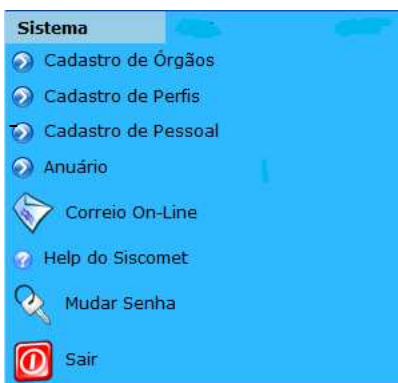 Sistema
Cadastro de Órgãos
Cadastro de Perfis
Cadastro de Pessoal
Anuário
Correio On-Line
Help do Siscomet
Mudar Senha
Sair